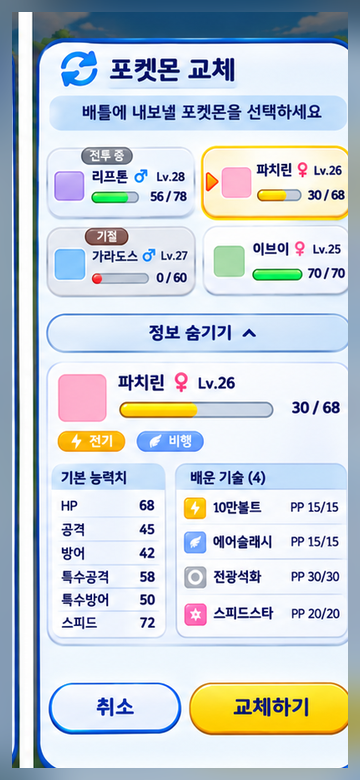 포켓몬 교체
배틀에 내보낼 포켓몬을 선택하세요
전투 중
리프톤 ♂ Lv.28
56 / 78
파치린 ♀ Lv.26
30 / 68
기절
가라도스 ♂ Lv.27
0 / 60
이브이 ♀ Lv.25
70 / 70
정보 숨기기
파치린 ♀ Lv.26
30 / 68
전기 비행
기본 능력치
HP 68
공격 45
방어 42
특수공격 58
특수방어 50
스피드 72
배운 기술 (4)
10만볼트 PP 15/15
에어슬래시 PP 15/15
전광석화 PP 30/30
스피드스타 PP 20/20
취소 교체하기